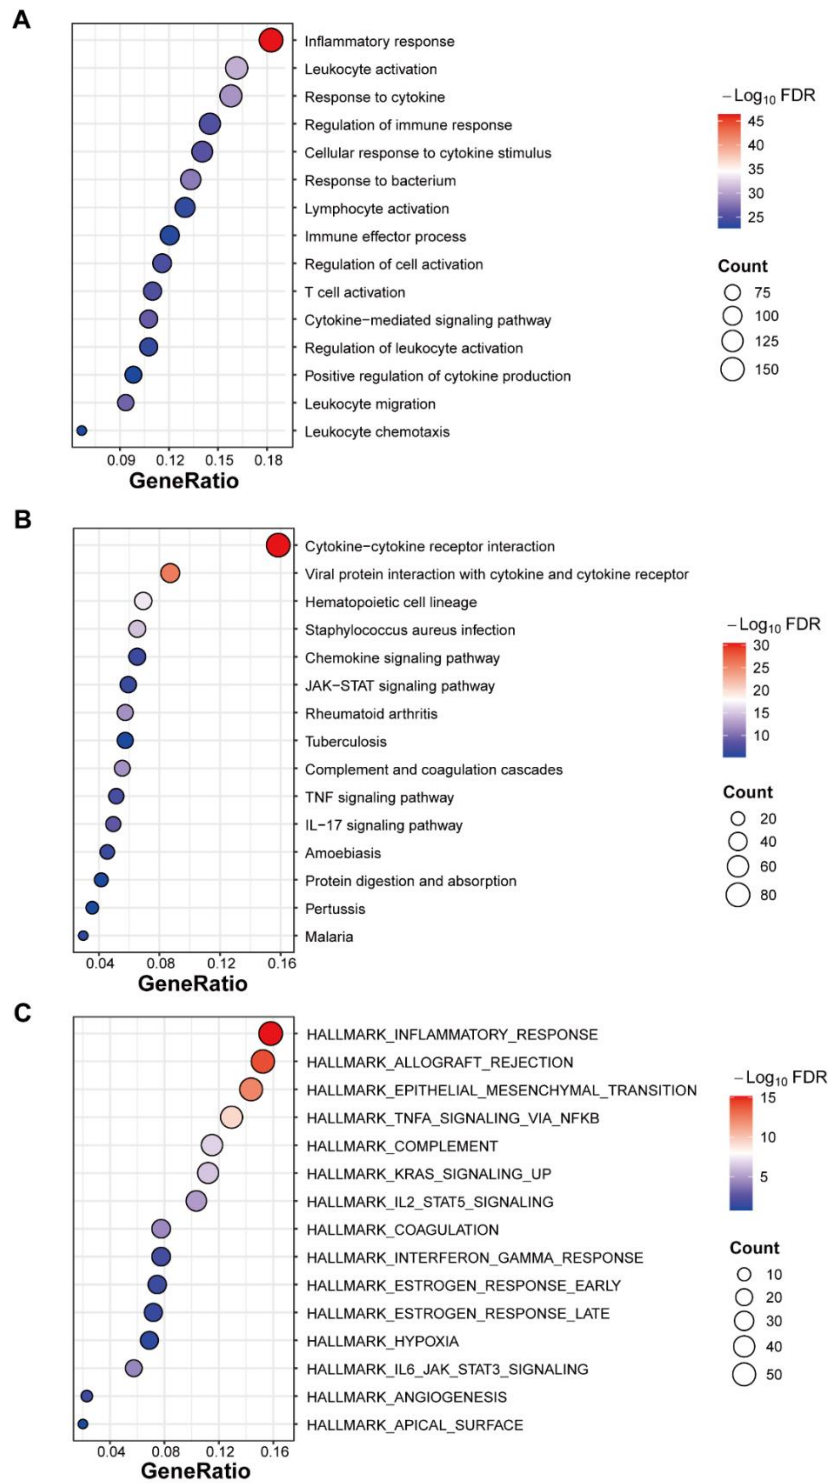 A
Inflammatory response
Leukocyte activation
Response to cytokine
Regulation of immune response
Cellular response to cytokine stimulus
Response to bacterium
Lymphocyte activation
Immune effector process
Regulation of cell activation
T cell activation
Cytokine−mediated signaling pathway
Regulation of leukocyte activation
Positive regulation of cytokine production
Leukocyte migration
Leukocyte chemotaxis
0.09 0.12 0.15 0.18
GeneRatio
−Log10 FDR
45
40
35
30
25
Count
75
100
125
150
B
Cytokine−cytokine receptor interaction
Viral protein interaction with cytokine and cytokine receptor
Hematopoietic cell lineage
Staphylococcus aureus infection
Chemokine signaling pathway
JAK−STAT signaling pathway
Rheumatoid arthritis
Tuberculosis
Complement and coagulation cascades
TNF signaling pathway
IL−17 signaling pathway
Amoebiasis
Protein digestion and absorption
Pertussis
Malaria
0.04 0.08 0.12 0.16
GeneRatio
−Log10 FDR
30
25
20
15
10
Count
20
40
60
80
C
HALLMARK_INFLAMMATORY_RESPONSE
HALLMARK_ALLOGRAFT_REJECTION
HALLMARK_EPITHELIAL_MESENCHYMAL_TRANSITION
HALLMARK_TNFA_SIGNALING_VIA_NFKB
HALLMARK_COMPLEMENT
HALLMARK_KRAS_SIGNALING_UP
HALLMARK_IL2_STAT5_SIGNALING
HALLMARK_COAGULATION
HALLMARK_INTERFERON_GAMMA_RESPONSE
HALLMARK_ESTROGEN_RESPONSE_EARLY
HALLMARK_ESTROGEN_RESPONSE_LATE
HALLMARK_HYPOXIA
HALLMARK_IL6_JAK_STAT3_SIGNALING
HALLMARK_ANGIOGENESIS
HALLMARK_APICAL_SURFACE
0.04 0.08 0.12 0.16
GeneRatio
−Log10 FDR
15
10
5
Count
10
20
30
40
50